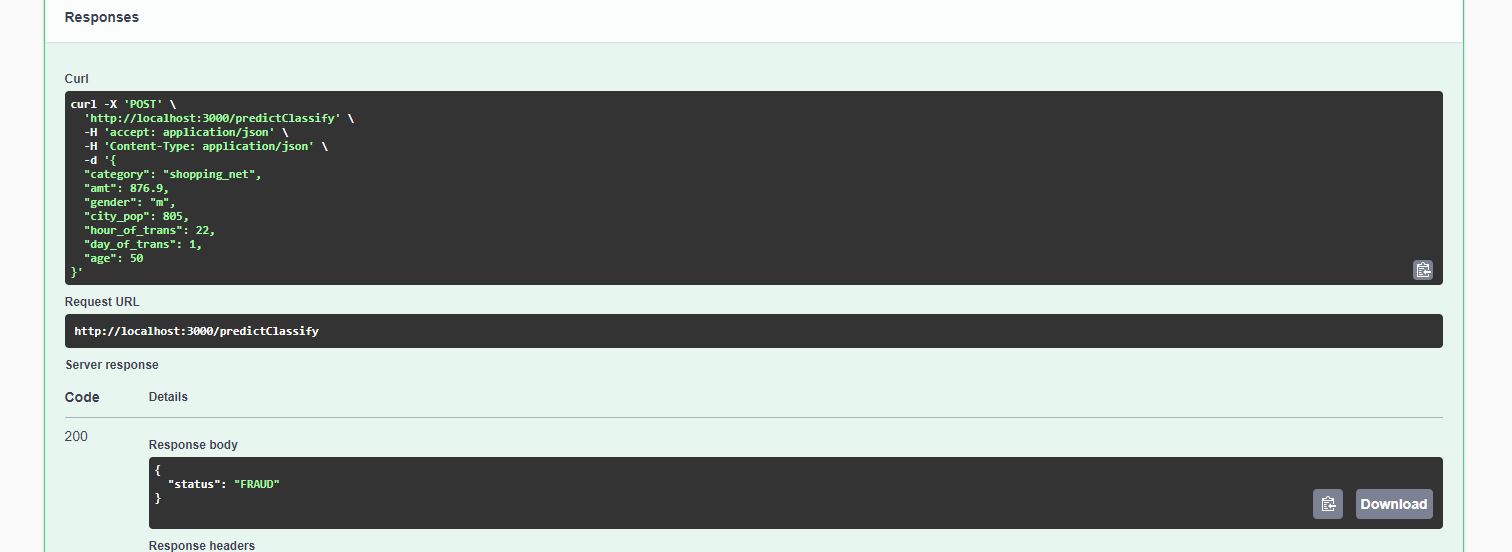 Responses
Curl
curl -X 'POST' \
'http://localhost:3000/predictClassify' \
-H 'accept: application/json' \
-H 'Content-Type: application/json' \
-d '{
"category": "shopping_net",
"amt": 876.9,
"gender": "m",
"city_pop": 805,
"hour_of_trans": 22,
"day_of_trans": 1,
"age": 50
}'
Request URL
http://localhost:3000/predictClassify
Server response
Code Details
200
Response body
{
"status": "FRAUD"
}
Download
Response headers